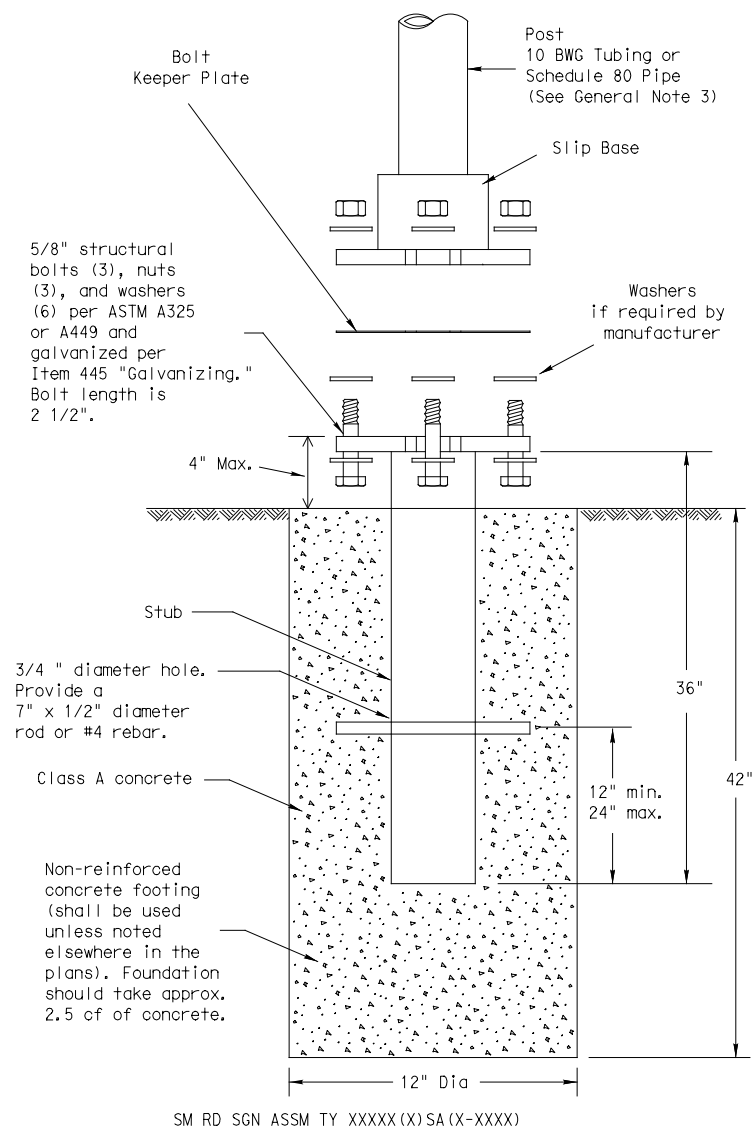 Post
10 BWG Tubing or
Schedule 80 Pipe
(See General Note 3)
Bolt
Keeper Plate
Slip Base
5/8" structural
bolts (3), nuts
(3), and washers
(6) per ASTM A325
or A449 and
galvanized per
Item 445 "Galvanizing."
Bolt length is
2 1/2".
Washers
if required by
manufacturer
4" Max.
Stub
3/4 " diameter hole.
Provide a
7" x 1/2" diameter
rod or #4 rebar.
36"
Class A concrete
12" min.
24" max.
42"
Non-reinforced
concrete footing
(shall be used
unless noted
elsewhere in the
plans). Foundation
should take approx.
2.5 cf of concrete.
12" Dia
SM RD SGN ASSM TY XXXXX(X)SA(X-XXXX)